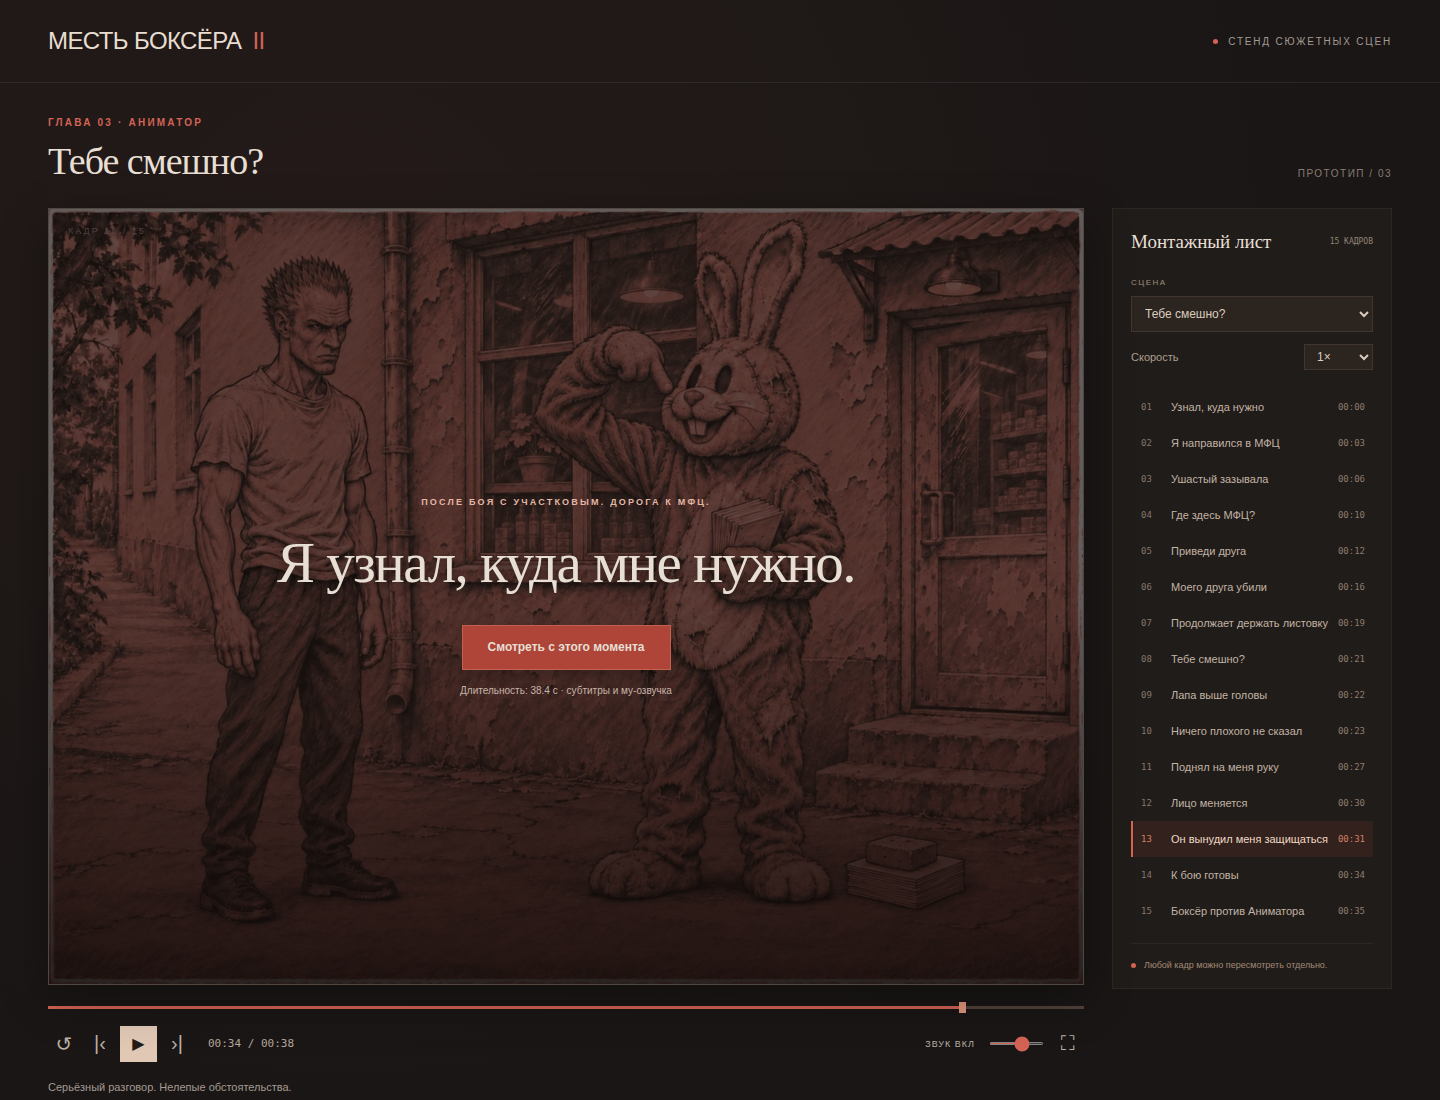 МЕСТЬ БОКСЁРА II
СТЕНД СЮЖЕТНЫХ СЦЕН
ГЛАВА 03 · АНИМАТОР
Тебе смешно?
ПРОТОТИП / 03
ПОСЛЕ БОЯ С УЧАСТКОВЫМ. ДОРОГА К МФЦ.
Я узнал, куда мне нужно.
Смотреть с этого момента
Длительность: 38.4 с · субтитры и му-озвучка
00:34 / 00:38
ЗВУК ВКЛ
Серьёзный разговор. Нелепые обстоятельства.
Монтажный лист 15 КАДРОВ
СЦЕНА
Тебе смешно?
Скорость 1×
01 Узнал, куда нужно 00:00
02 Я направился в МФЦ 00:03
03 Ушастый зазывала 00:06
04 Где здесь МФЦ? 00:10
05 Приведи друга 00:12
06 Моего друга убили 00:16
07 Продолжает держать листовку 00:19
08 Тебе смешно? 00:21
09 Лапа выше головы 00:22
10 Ничего плохого не сказал 00:23
11 Поднял на меня руку 00:27
12 Лицо меняется 00:30
13 Он вынудил меня защищаться 00:31
14 К бою готовы 00:34
15 Боксёр против Аниматора 00:35
Любой кадр можно пересмотреть отдельно.